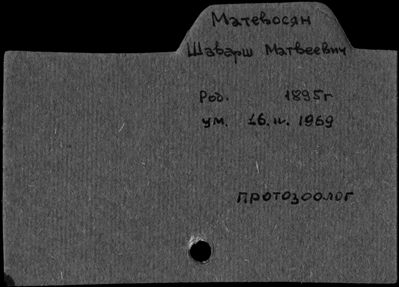 Матевосян
Шаварш Матвеевич
Род. 1895г
ум. 16.II.1969
протозоолог